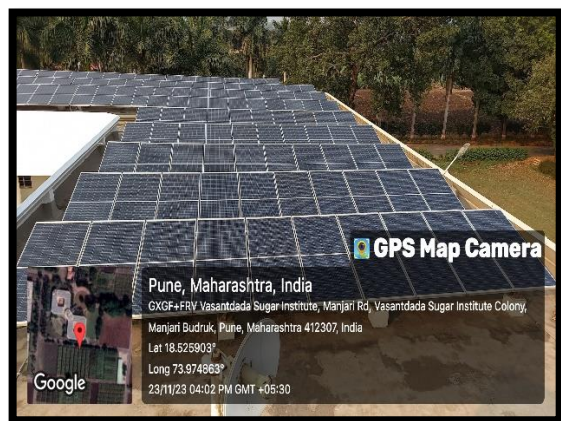 GPS Map Camera
Pune, Maharashtra, India
GXGF+FRV Vasantdada Sugar Institute, Manjari Rd, Vasantdada Sugar Institute Colony,
Manjari Budruk, Pune, Maharashtra 412307, India
Lat 18.525903°
Long 73.974863°
23/11/23 04:02 PM GMT +05:30
Google